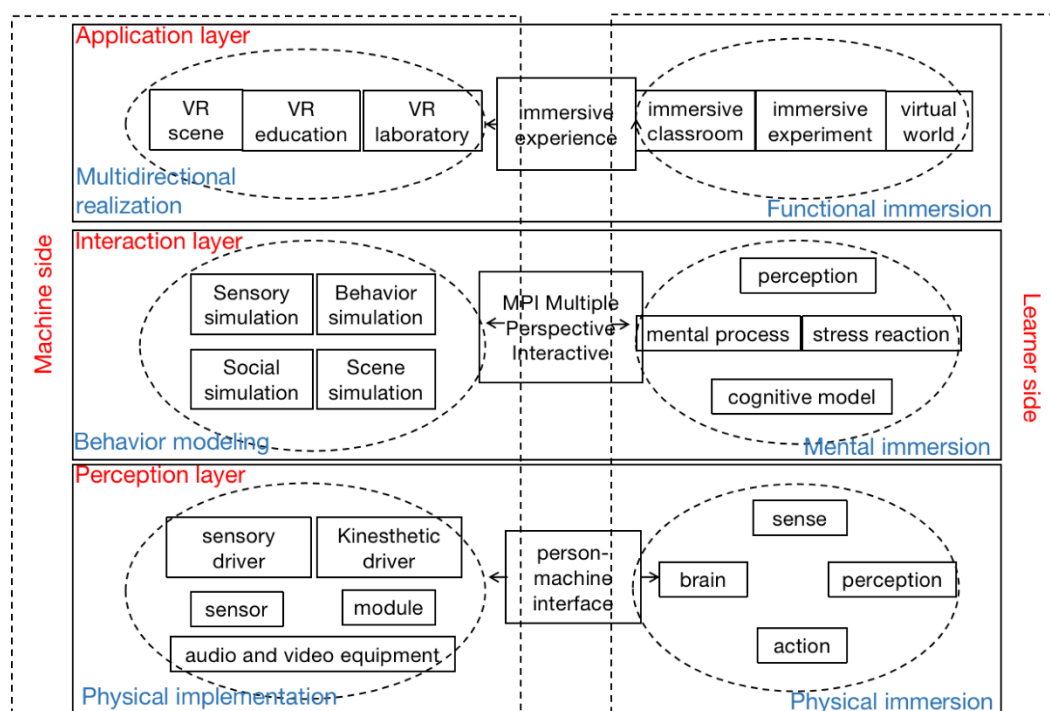 Machine side
Application layer
VR
scene
VR
education
VR
laboratory
Multidirectional
realization
immersive
experience
immersive
classroom
immersive
experiment
virtual
world
Functional immersion
Interaction layer
Sensory
simulation
Behavior
simulation
Social
simulation
Scene
simulation
Behavior modeling
MPI Multiple
Perspective
Interactive
perception
mental process
stress reaction
cognitive model
Mental immersion
Perception layer
sensory
driver
Kinesthetic
driver
sensor
module
audio and video equipment
Physical implementation
person-
machine
interface
sense
brain
perception
action
Physical immersion
Learner side